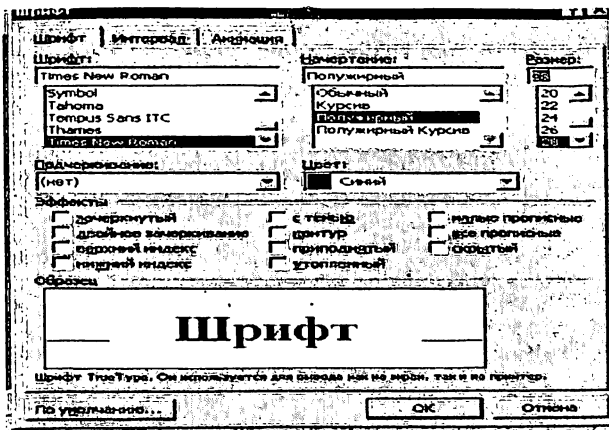 Шрифт
Шрифт Интервал Анимация
Шрифт: Начертание: Размер:
Times New Roman Полужирный 28
Symbol Обычный 20
Tahoma Курсив 22
Tempus Sans ITC Полужирный 24
Thames Полужирный Курсив 26
Times New Roman 28
Подчеркивание: Цвет:
(нет) Синий
Эффекты
зачеркнутый с тенью малые прописные
двойное зачеркивание контур все прописные
верхний индекс приподнятый скрытый
нижний индекс утопленный
Образец
Шрифт
Шрифт TrueType. Он используется для вывода как на экран, так и на принтер.
По умолчанию... ОК Отмена